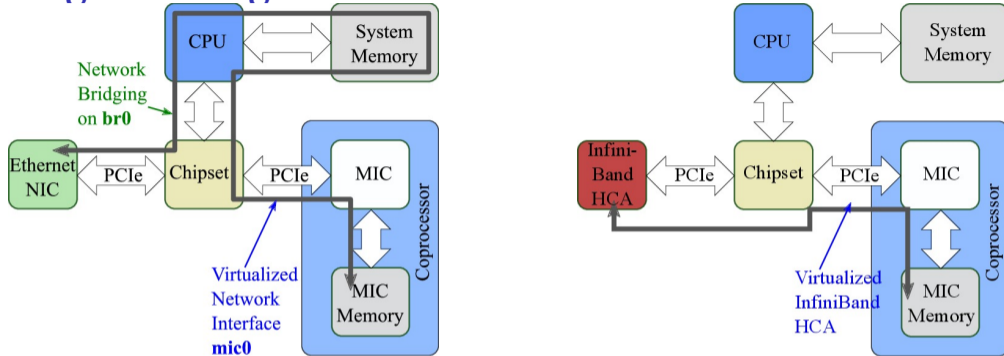 CPU
System
Memory
Network
Bridging
on br0
Ethernet
NIC
PCIe
Chipset
PCIe
MIC
Coprocessor
Virtualized
Network
Interface
mic0
MIC
Memory
CPU
System
Memory
Infini-
Band
HCA
PCIe
Chipset
PCIe
MIC
Coprocessor
Virtualized
InfiniBand
HCA
MIC
Memory